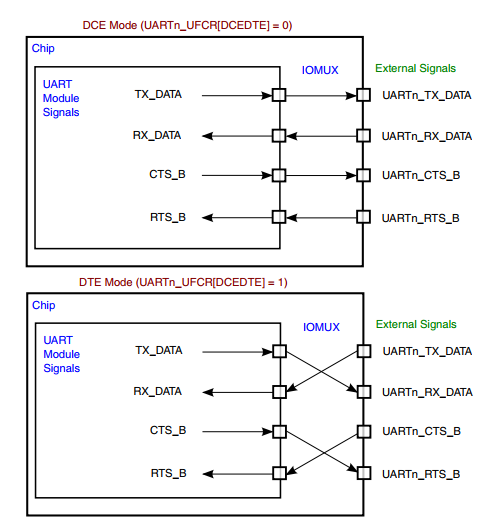 DCE Mode (UARTn_UFCR[DCEDTE] = 0)
Chip
IOMUX
External Signals
UART
Module
Signals
TX_DATA
UARTn_TX_DATA
RX_DATA
UARTn_RX_DATA
CTS_B
UARTn_CTS_B
RTS_B
UARTn_RTS_B
DTE Mode (UARTn_UFCR[DCEDTE] = 1)
Chip
IOMUX
External Signals
UART
Module
Signals
TX_DATA
UARTn_TX_DATA
RX_DATA
UARTn_RX_DATA
CTS_B
UARTn_CTS_B
RTS_B
UARTn_RTS_B